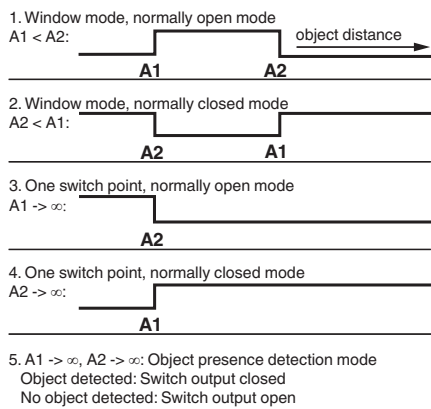 1. Window mode, normally open mode
A1 < A2:
object distance
A1 A2
2. Window mode, normally closed mode
A2 < A1:
A2 A1
3. One switch point, normally open mode
A1 -> ∞:
A2
4. One switch point, normally closed mode
A2 -> ∞:
A1
5. A1 -> ∞, A2 -> ∞: Object presence detection mode
Object detected: Switch output closed
No object detected: Switch output open